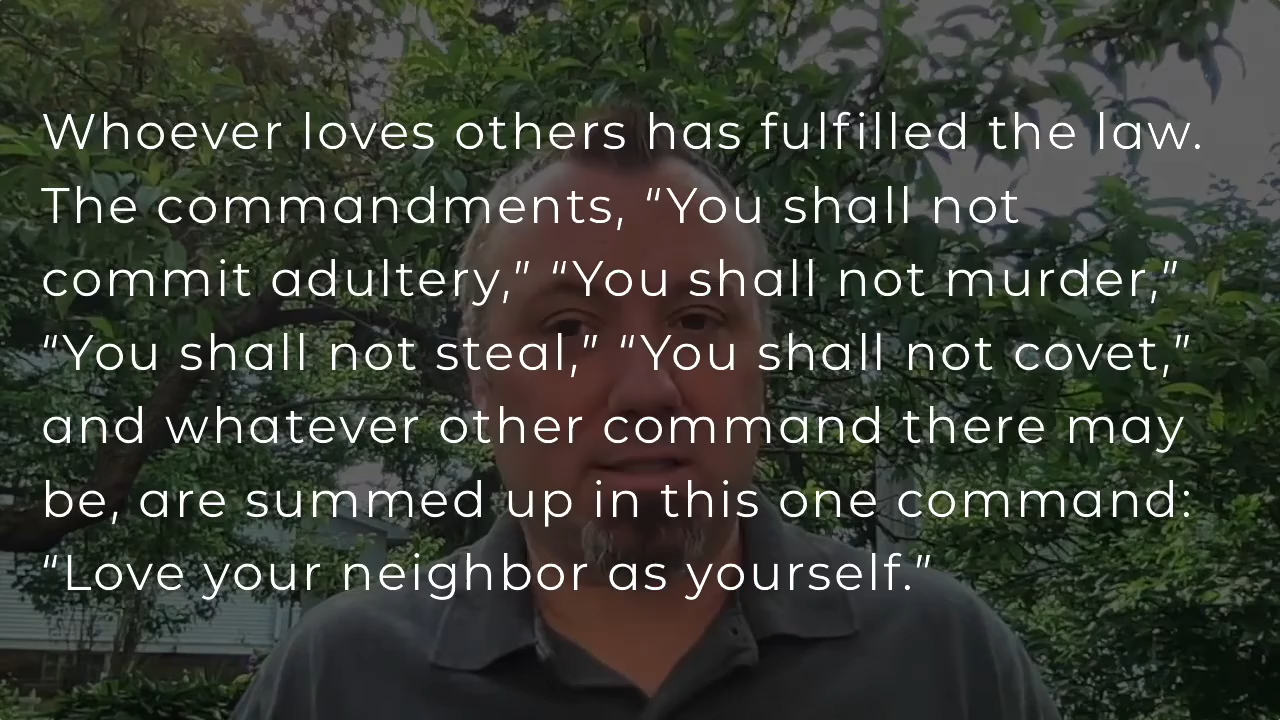 Whoever loves others has fulfilled the law.
The commandments, “You shall not
commit adultery,” “You shall not murder,”
“You shall not steal,” “You shall not covet,”
and whatever other command there may
be, are summed up in this one command:
“Love your neighbor as yourself.”